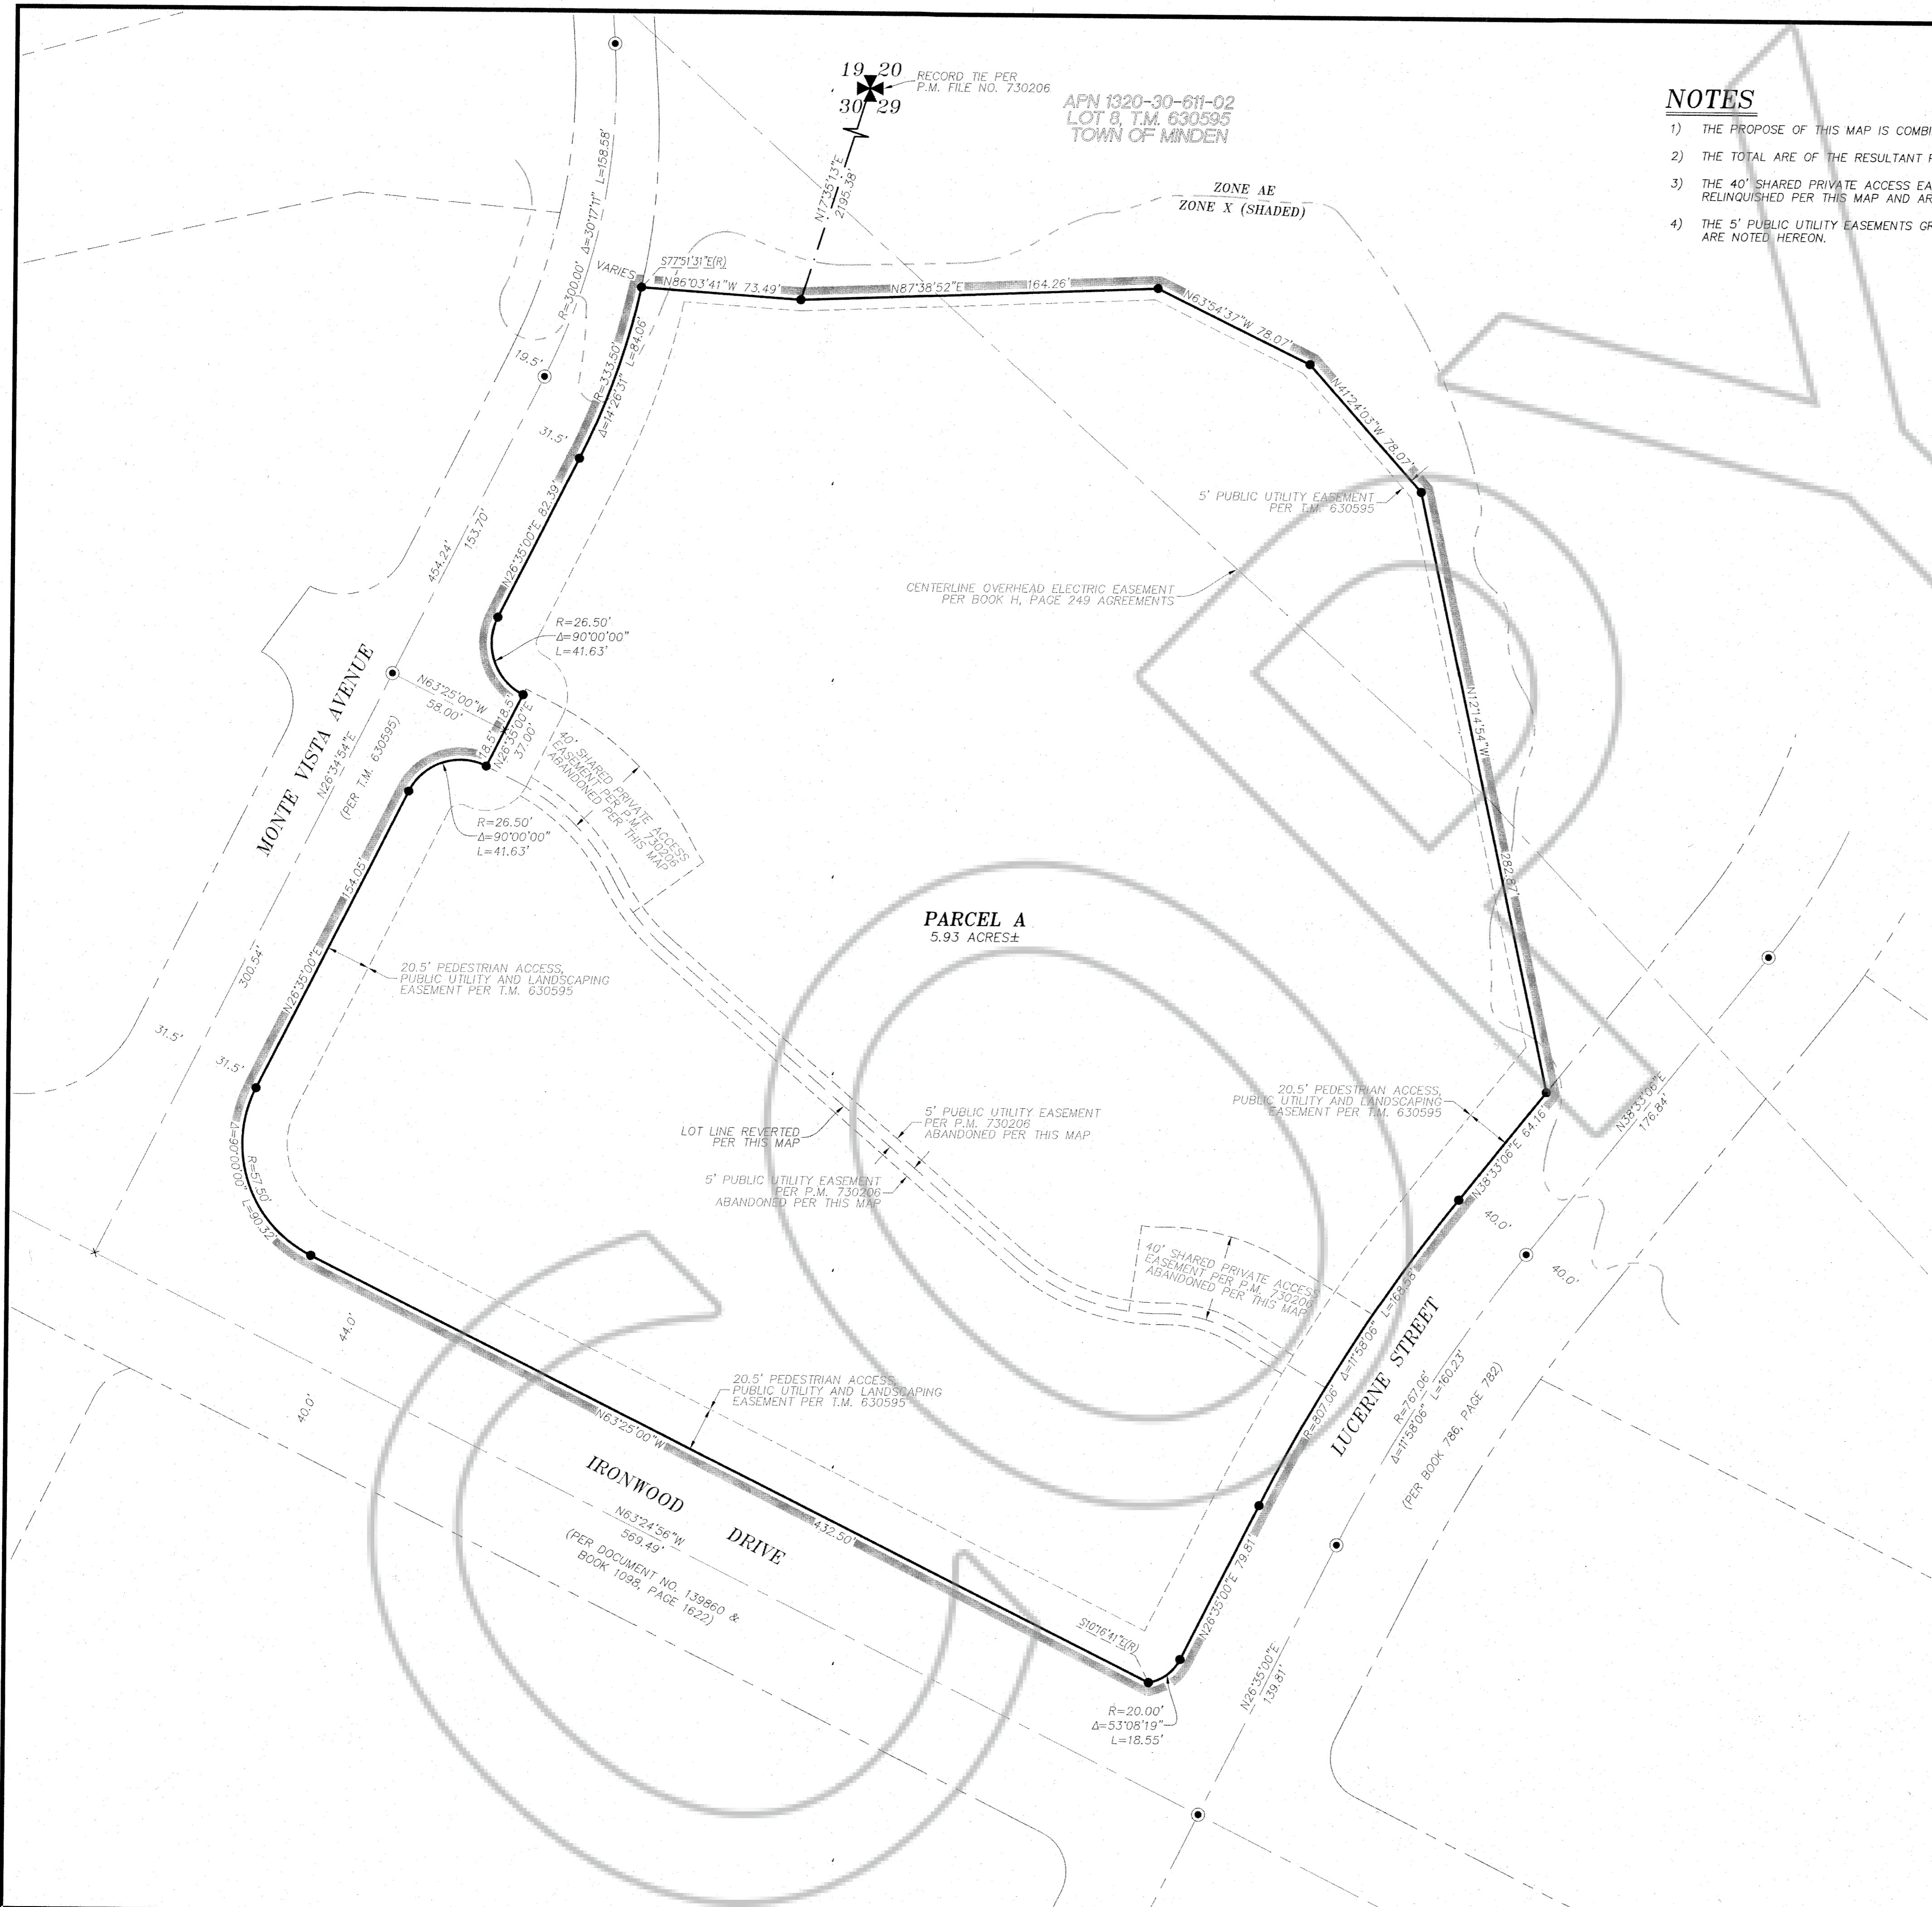 19 20
30 29
RECORD TIE PER
P.M. FILE NO. 730206
APN 1320-30-611-02
LOT 8, T.M. 630595
TOWN OF MINDEN
NOTES
1) THE PROPOSE OF THIS MAP IS
2) THE TOTAL ARE OF THE RESULTANT
3) THE 40' SHARED PRIVATE ACCESS
RELINQUISHED PER THIS MAP AND
4) THE 5' PUBLIC UTILITY EASEMENTS
ARE NOTED HEREON.
ZONE AE
ZONE X (SHADED)
N17°35'13"E
2195.38'
R=300.00' Δ=30°17'11" L=158.58'
VARIES
S77°51'31"E(R)
N86°03'41"W 73.49'
N87°38'52"E 164.26'
N63°54'37"W 78.07'
N41°24'03"W 78.07'
19.5'
R=333.50'
Δ=14°26'31" L=84.06'
31.5'
5' PUBLIC UTILITY EASEMENT
PER T.M. 630595
N26°35'00"E 82.39'
454.24'
153.70'
CENTERLINE OVERHEAD ELECTRIC EASEMENT
PER BOOK H, PAGE 249 AGREEMENTS
R=26.50'
Δ=90°00'00"
L=41.63'
MONTE VISTA AVENUE
N26°34'54"E
(PER T.M. 630595)
N63°25'00"W
58.00'
18.5' 18.5'
N26°35'00"E
37.00'
40' SHARED PRIVATE ACCESS
EASEMENT PER P.M. 730206
ABANDONED PER THIS MAP
N12°14'54"W
282.87'
R=26.50'
Δ=90°00'00"
L=41.63'
PARCEL A
5.93 ACRES±
N26°35'00"E 154.05'
300.54'
20.5' PEDESTRIAN ACCESS,
PUBLIC UTILITY AND LANDSCAPING
EASEMENT PER T.M. 630595
31.5'
31.5'
R=57.50'
Δ=90°00'00" L=90.32'
LOT LINE REVERTED
PER THIS MAP
5' PUBLIC UTILITY EASEMENT
PER P.M. 730206
ABANDONED PER THIS MAP
5' PUBLIC UTILITY EASEMENT
PER P.M. 730206
ABANDONED PER THIS MAP
20.5' PEDESTRIAN ACCESS,
PUBLIC UTILITY AND LANDSCAPING
EASEMENT PER T.M. 630595
N38°33'06"E 64.16'
N38°33'06"E
176.84'
40.0'
40.0'
40' SHARED PRIVATE ACCESS
EASEMENT PER P.M. 730206
ABANDONED PER THIS MAP
R=807.06' Δ=11°58'06" L=168.58'
LUCERNE STREET
R=767.06'
Δ=11°58'06" L=160.23'
(PER BOOK 786, PAGE 782)
44.0'
40.0'
20.5' PEDESTRIAN ACCESS,
PUBLIC UTILITY AND LANDSCAPING
EASEMENT PER T.M. 630595
N63°25'00"W 432.50'
IRONWOOD DRIVE
N63°24'56"W
569.49'
(PER DOCUMENT NO. 139860 &
BOOK 1098, PAGE 1622)
S10°16'41"E(R)
N26°35'00"E 79.81'
N26°35'00"E
139.81'
R=20.00'
Δ=53°08'19"
L=18.55'
COPY